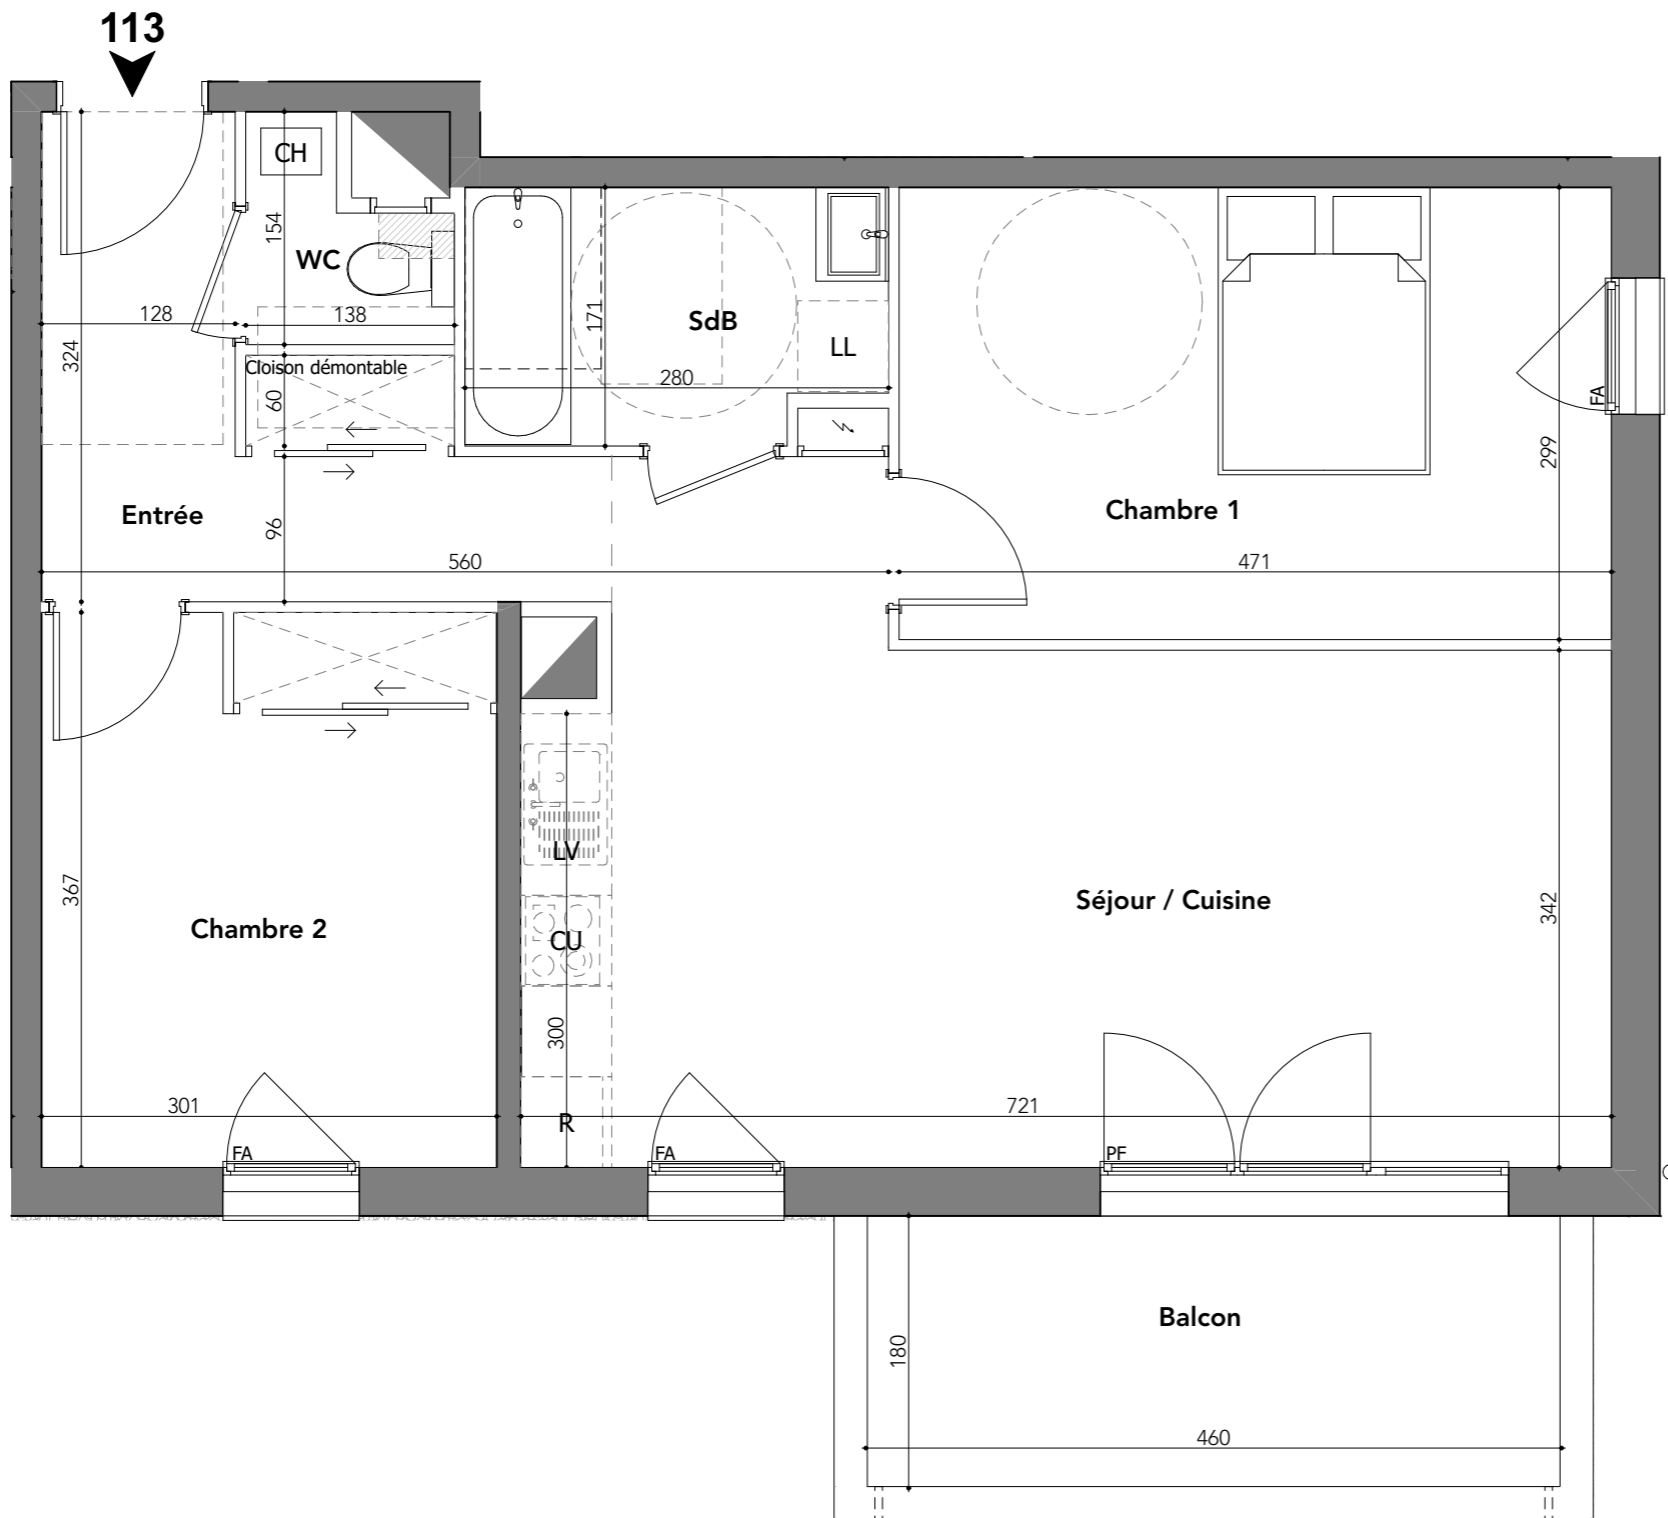 113
CH
154
WC
128
138
324
Cloison démontable
60
171
SdB
LL
280
FA
299
Entrée
96
Chambre 1
560
471
367
LV
Séjour / Cuisine
342
Chambre 2
CU
300
301
R
721
FA
FA
PF
Balcon
180
460